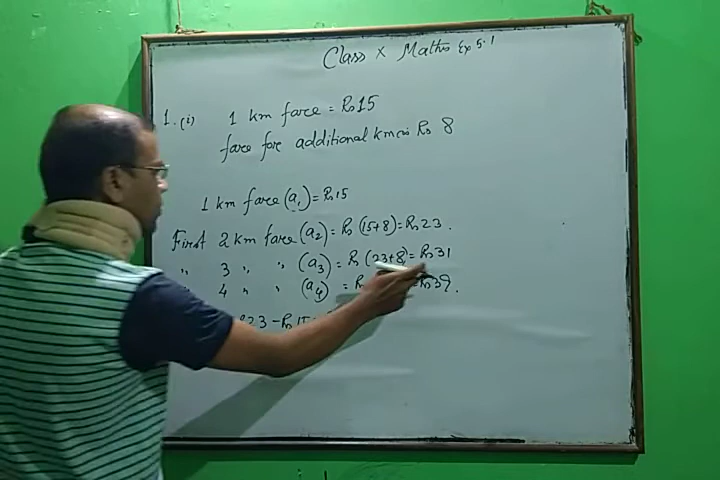 Class X Maths Ex 5.1
1. (i) 1 km fare = Rs 15
fare for additional km is Rs 8
1 km fare (a₁) = Rs 15
First 2 km fare (a₂) = Rs (15+8) = Rs 23.
" 3 " " (a₃) = Rs (23+8) = Rs 31
" 4 " " (a₄) = Rs 39.
23 - Rs 15